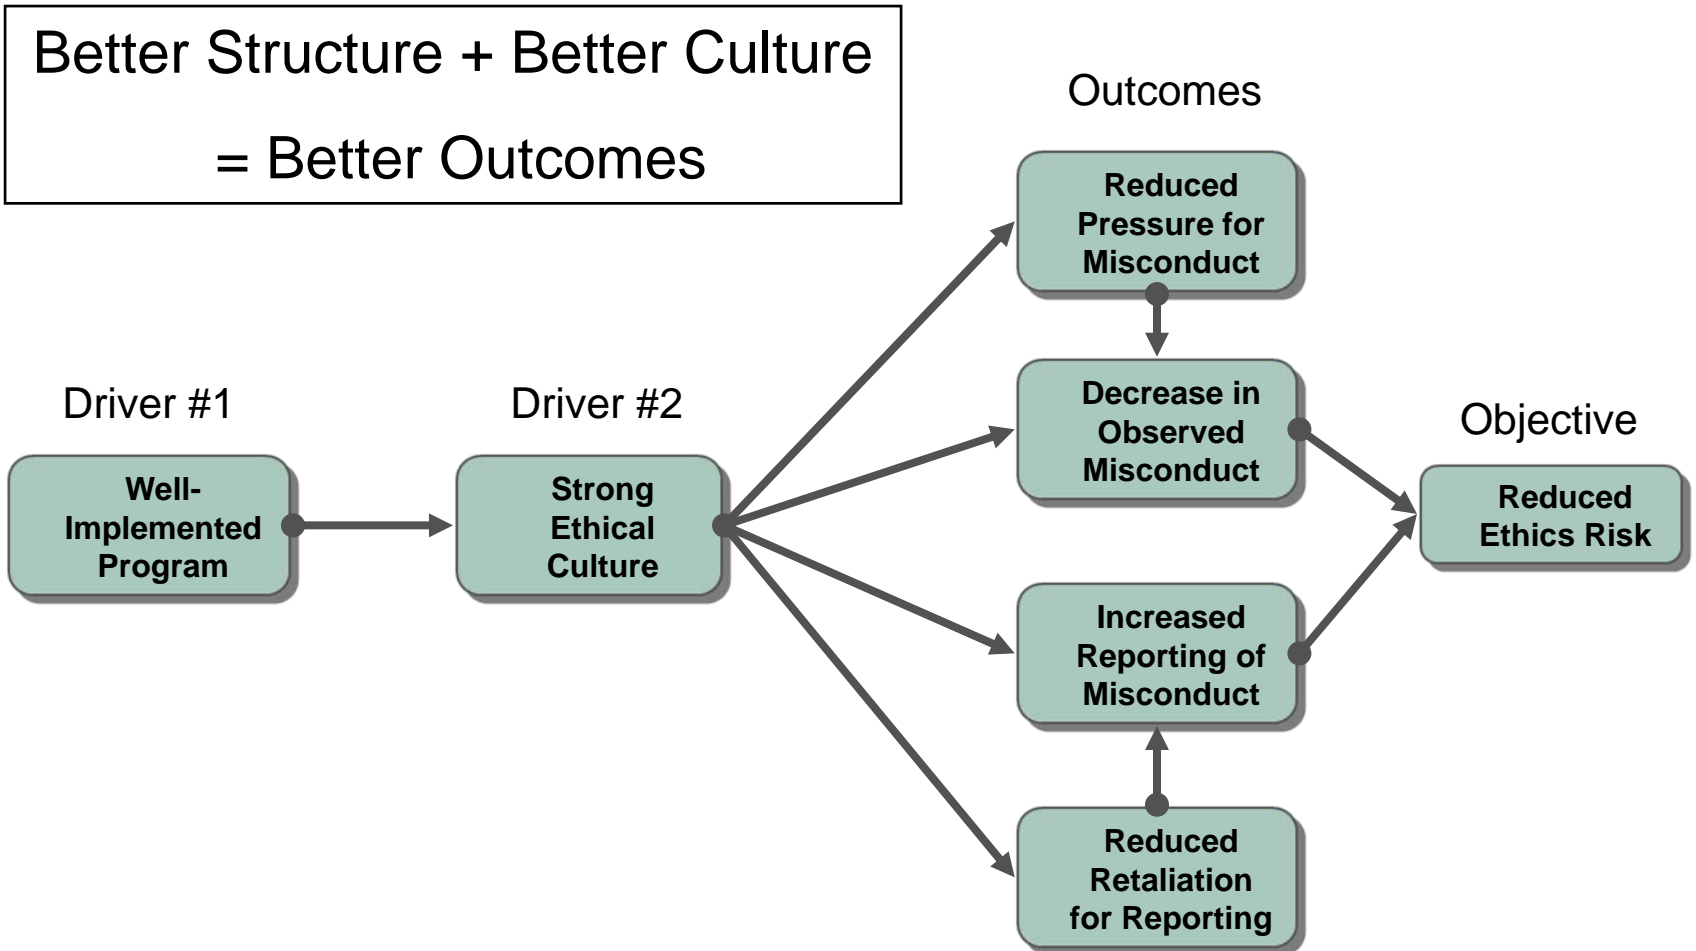 Better Structure + Better Culture
= Better Outcomes
Outcomes
Reduced
Pressure for
Misconduct
Driver #1
Driver #2
Decrease in
Observed
Misconduct
Objective
Well-
Implemented
Program
Strong
Ethical
Culture
Reduced
Ethics Risk
Increased
Reporting of
Misconduct
Reduced
Retaliation
for Reporting